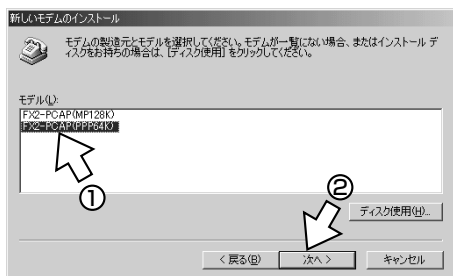 新しいモデムのインストール
モデムの製造元とモデルを選択してください。モデムが一覧にない場合、またはインストール デ
ィスクをお持ちの場合は、[ディスク使用] をクリックしてください。
モデル(L):
FX2-PCAP(MP128K)
FX2-PCAP(PPP64K)
①
②
ディスク使用(H)...
< 戻る(B)
次へ >
キャンセル